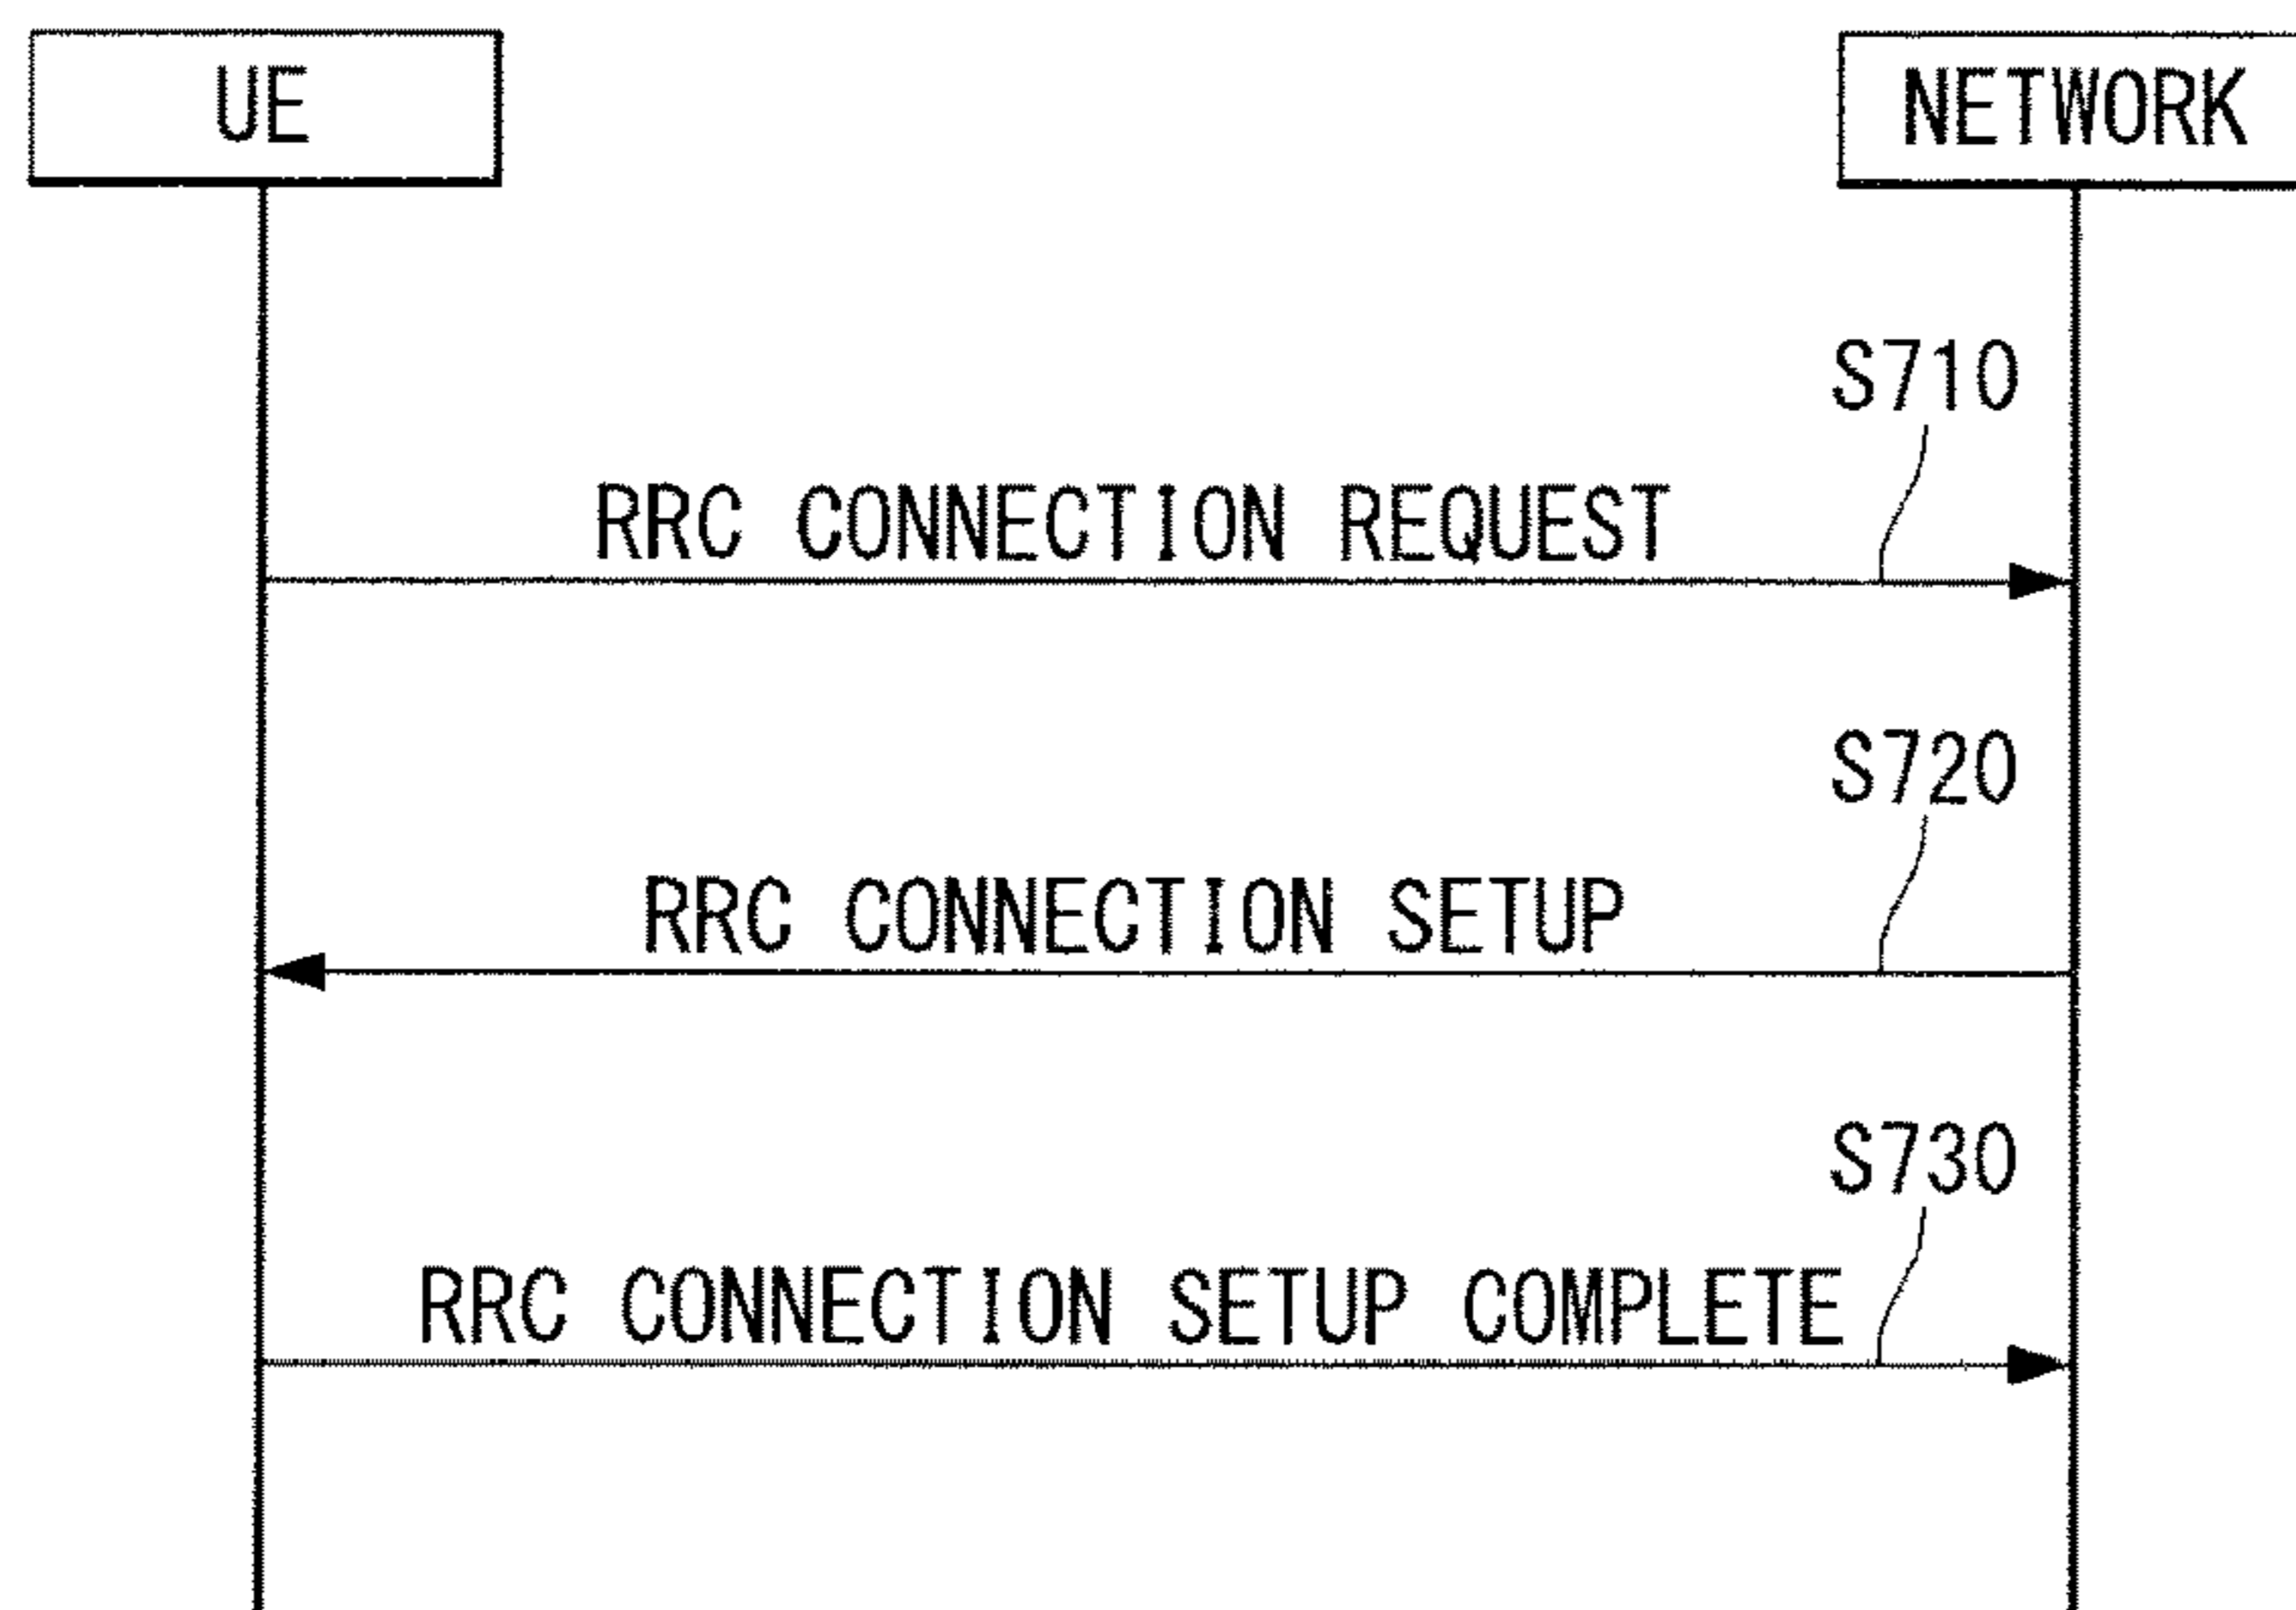 UE
NETWORK
S710
RRC CONNECTION REQUEST
S720
RRC CONNECTION SETUP
S730
RRC CONNECTION SETUP COMPLETE